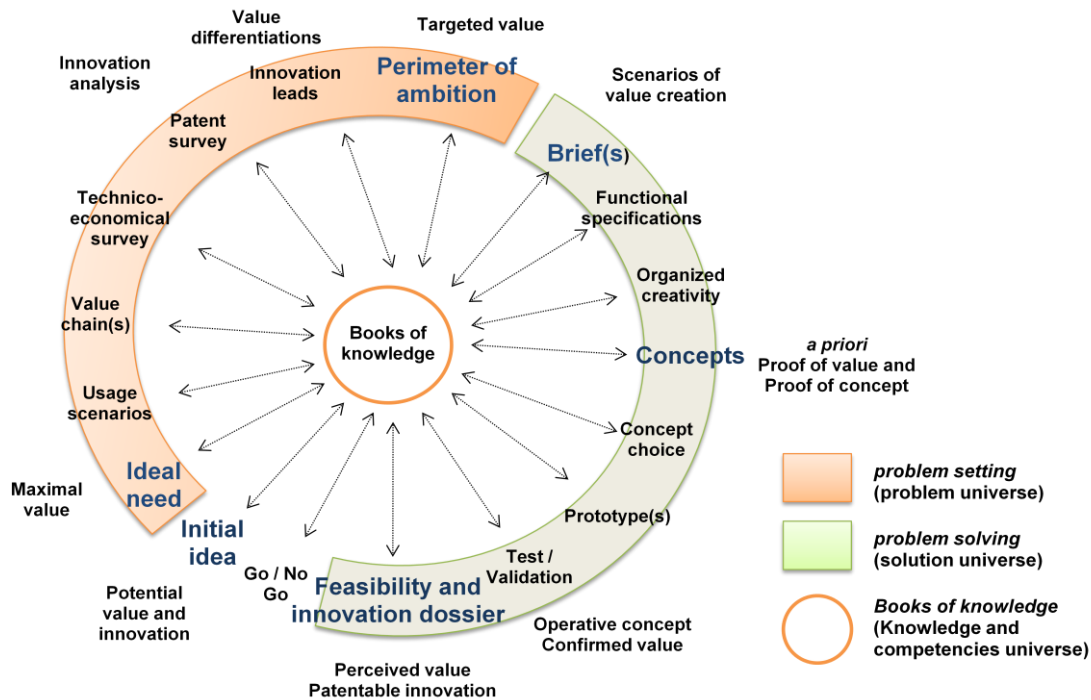 Value
differentiations
Targeted value
Innovation
analysis
Innovation
leads
Perimeter of
ambition
Scenarios of
value creation
Patent
survey
Brief(s)
Technico-
economical
survey
Functional
specifications
Organized
creativity
Value
chain(s)
Books of
knowledge
Concepts
a priori
Proof of value and
Proof of concept
Usage
scenarios
Concept
choice
Ideal
need
Maximal
value
Initial
idea
Prototype(s)
Test /
Validation
Go / No
Go
Feasibility and
innovation dossier
Potential
value and
innovation
Operative concept
Confirmed value
Perceived value
Patentable innovation
problem setting
(problem universe)
problem solving
(solution universe)
Books of knowledge
(Knowledge and
competencies universe)